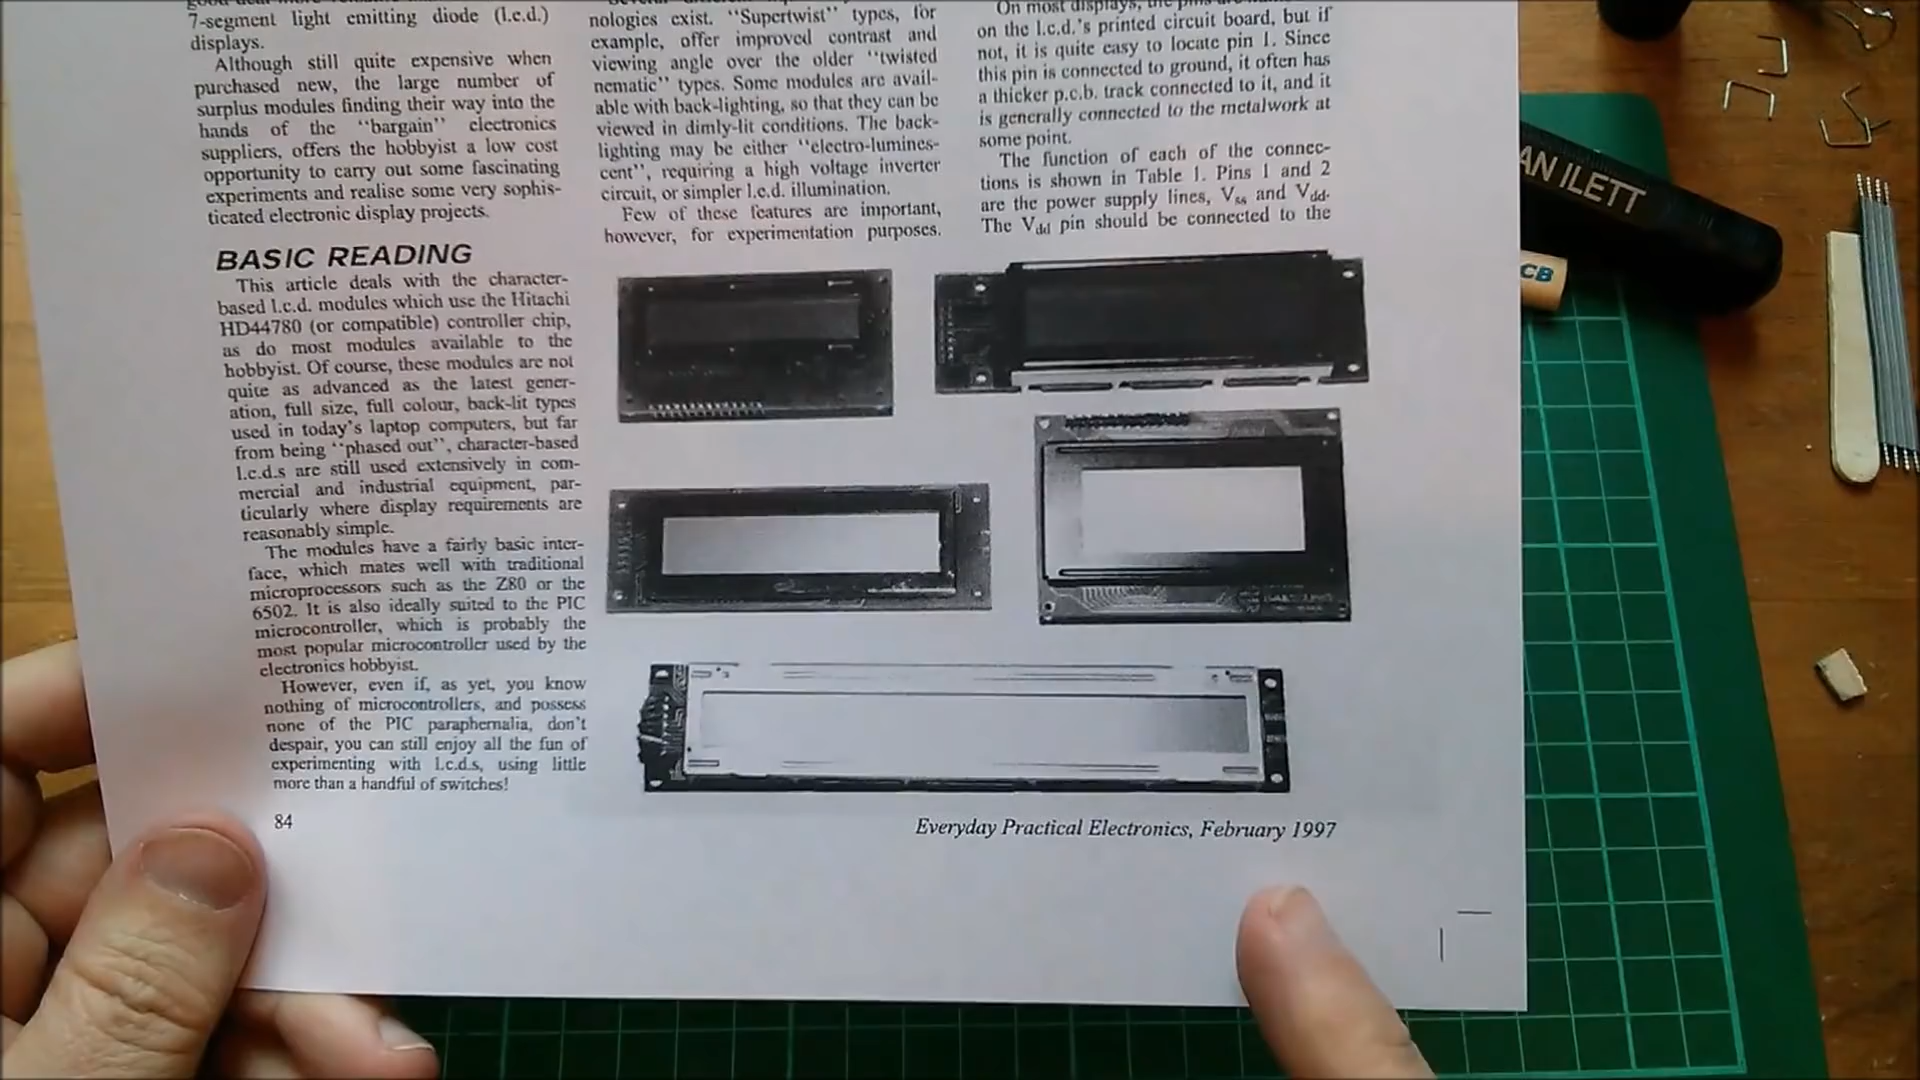 7-segment light emitting diode (l.c.d.)
displays.
Although still quite expensive when
purchased new, the large number of
surplus modules finding their way into the
hands of the "bargain" electronics
suppliers, offers the hobbyist a low cost
opportunity to carry out some fascinating
experiments and realise some very sophis-
ticated electronic display projects.
BASIC READING
This article deals with the character-
based l.c.d. modules which use the Hitachi
HD44780 (or compatible) controller chip,
as do most modules available to the
hobbyist. Of course, these modules are not
quite as advanced as the latest gener-
ation, full size, full colour, back-lit types
used in today's laptop computers, but far
from being "phased out", character-based
l.c.d.s are still used extensively in com-
mercial and industrial equipment, par-
ticularly where display requirements are
reasonably simple.
The modules have a fairly basic inter-
face, which mates well with traditional
microprocessors such as the Z80 or the
6502. It is also ideally suited to the PIC
microcontroller, which is probably the
most popular microcontroller used by the
electronics hobbyist.
However, even if, as yet, you know
nothing of microcontrollers, and possess
none of the PIC paraphernalia, don't
despair, you can still enjoy all the fun of
experimenting with l.c.d.s, using little
more than a handful of switches!
84
nologies exist. "Supertwist" types, for
example, offer improved contrast and
viewing angle over the older "twisted
nematic" types. Some modules are avail-
able with back-lighting, so that they can be
viewed in dimly-lit conditions. The back-
lighting may be either "electro-lumines-
cent", requiring a high voltage inverter
circuit, or simpler l.c.d. illumination.
Few of these features are important,
however, for experimentation purposes.
On most displays, the pins are
on the l.c.d.'s printed circuit board, but if
not, it is quite easy to locate pin 1. Since
this pin is connected to ground, it often has
a thicker p.c.b. track connected to it, and it
is generally connected to the metalwork at
some point.
The function of each of the connec-
tions is shown in Table 1. Pins 1 and 2
are the power supply lines, Vss and Vdd.
The Vdd pin should be connected to the
Everyday Practical Electronics, February 1997
AN ILETT
CB